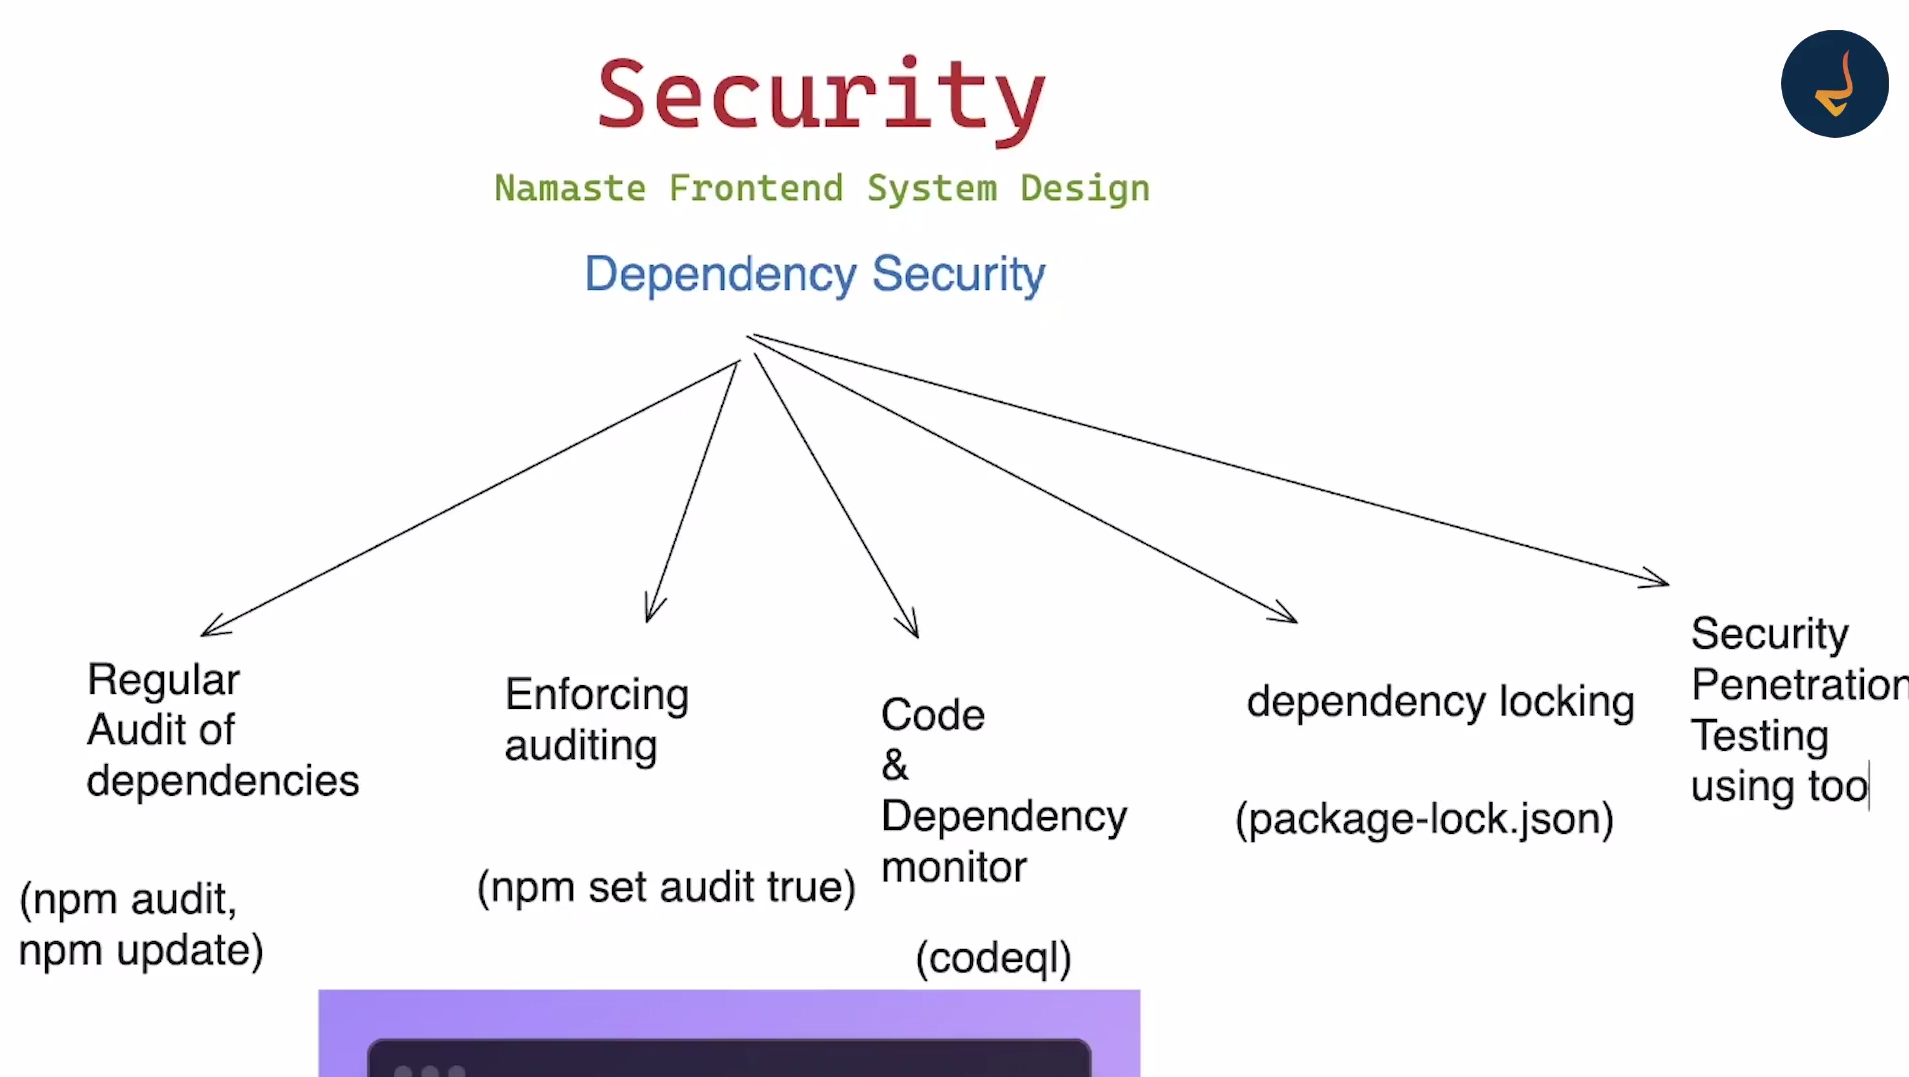 Security
Namaste Frontend System Design
Dependency Security
Regular
Audit of
dependencies
(npm audit,
npm update)
Enforcing
auditing
(npm set audit true)
Code
&
Dependency
monitor
(codeql)
dependency locking
(package-lock.json)
Security
Penetration
Testing
using too